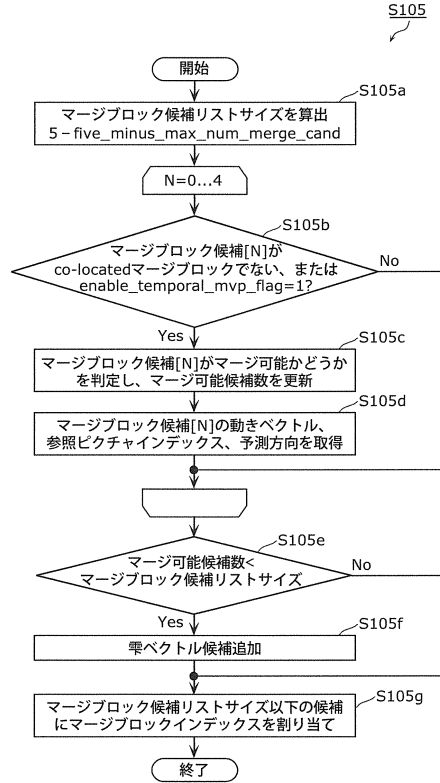 S105
開始
S105a
マージブロック候補リストサイズを算出
5－five_minus_max_num_merge_cand
N=0...4
S105b
マージブロック候補[N]が
co-locatedマージブロックでない、または
enable_temporal_mvp_flag=1?
No
Yes
S105c
マージブロック候補[N]がマージ可能かどうか
を判定し、マージ可能候補数を更新
S105d
マージブロック候補[N]の動きベクトル、
参照ピクチャインデックス、予測方向を取得
S105e
マージ可能候補数<
マージブロック候補リストサイズ
No
Yes
S105f
零ベクトル候補追加
S105g
マージブロック候補リストサイズ以下の候補
にマージブロックインデックスを割り当て
終了